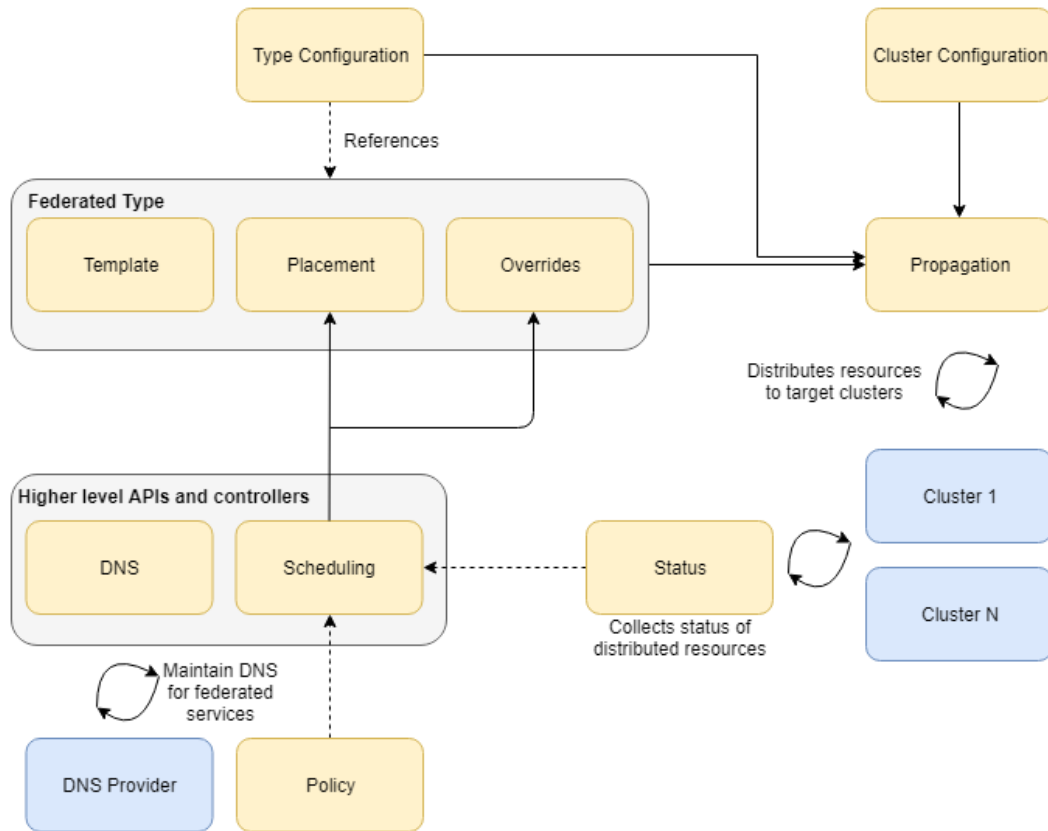 Type Configuration
Cluster Configuration
References
Federated Type
Template
Placement
Overrides
Propagation
Distributes resources
to target clusters
Higher level APIs and controllers
DNS
Scheduling
Status
Collects status of
distributed resources
Cluster 1
Cluster N
Maintain DNS
for federated
services
DNS Provider
Policy